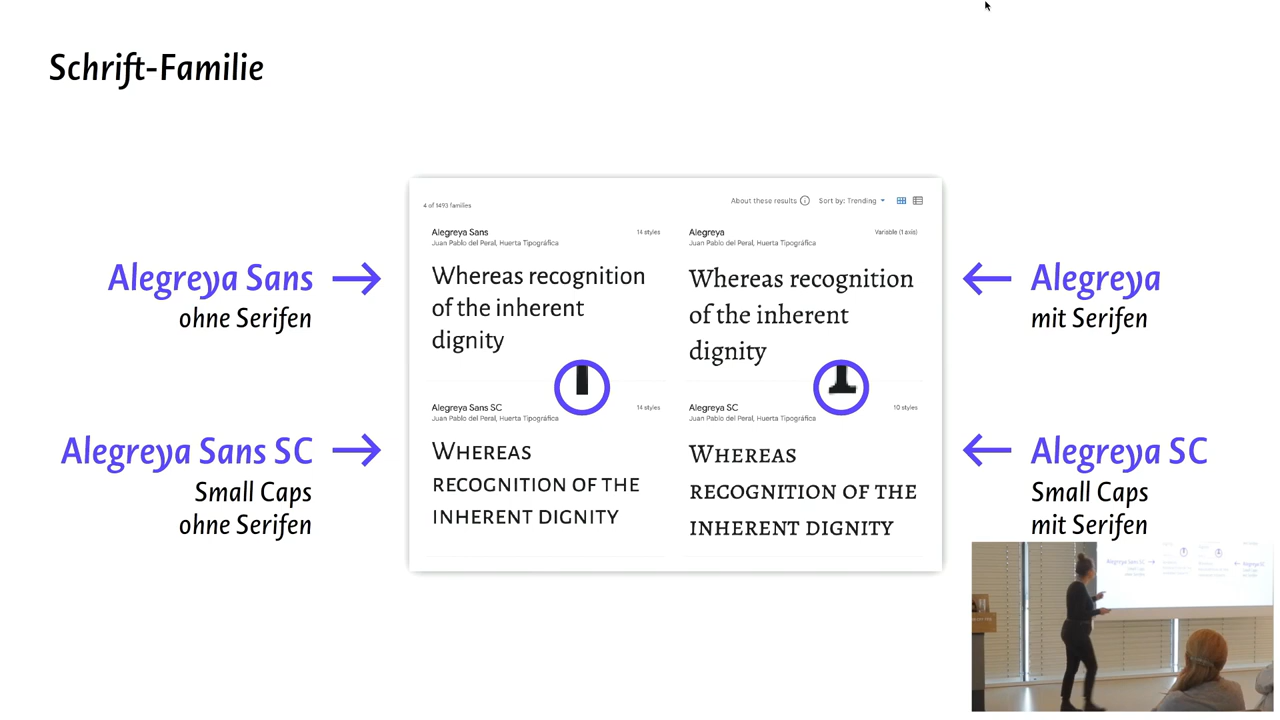 Schrift-Familie
4 of 1493 families
About these results
Sort by: Trending
Alegreya Sans
ohne Serifen
Alegreya Sans
14 styles
Juan Pablo del Peral, Huerta Tipográfica
Whereas recognition
of the inherent
dignity
Alegreya
Variable (1 axis)
Juan Pablo del Peral, Huerta Tipográfica
Whereas recognition
of the inherent
dignity
Alegreya
mit Serifen
Alegreya Sans SC
Small Caps
ohne Serifen
Alegreya Sans SC
14 styles
Juan Pablo del Peral, Huerta Tipográfica
Whereas
recognition of the
inherent dignity
Alegreya SC
10 styles
Juan Pablo del Peral, Huerta Tipográfica
Whereas
recognition of the
inherent dignity
Alegreya SC
Small Caps
mit Serifen
Alegreya Sans SC
Alegreya SC